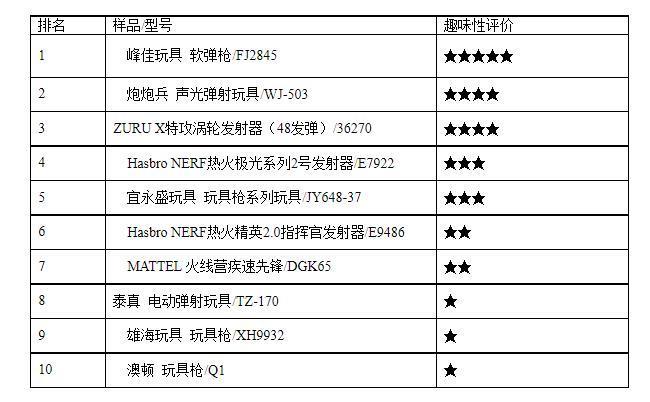 排名 样品/型号 趣味性评价
1 峰佳玩具 软弹枪/FJ2845 ★★★★★
2 炮炮兵 声光弹射玩具/WJ-503 ★★★★
3 ZURU X特攻涡轮发射器（48发弹）/36270 ★★★★
4 Hasbro NERF热火极光系列2号发射器/E7922 ★★★
5 宜永盛玩具 玩具枪系列玩具/JY648-37 ★★★
6 Hasbro NERF热火精英2.0指挥官发射器/E9486 ★★
7 MATTEL 火线营疾速先锋/DGK65 ★★
8 泰真 电动弹射玩具/TZ-170 ★
9 雄海玩具 玩具枪/XH9932 ★
10 澳顿 玩具枪/Q1 ★